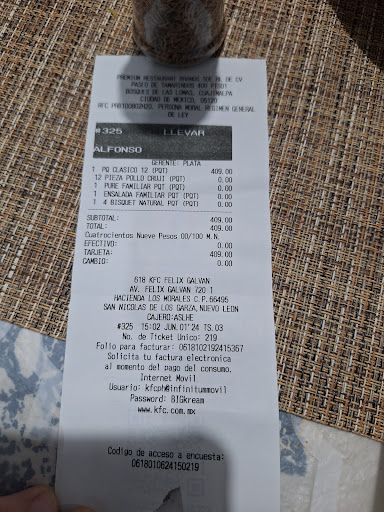 PREMIUM RESTAURANT BRANDS SDE RL DE CV
PASEO DE TAMARINDOS 400 PISO1
BOSQUES DE LAS LOMAS, CUAJIMALPA
CIUDAD DE MEXICO, 05120
RFC PRB100802H20. PERSONA MORAL REGIMEN GENERAL
DE LEY
#325 LLEVAR
ALFONSO
GERENTE: PLATA
1 PQ CLASICO 12 (PQT) 409.00
12 PIEZA POLLO CRUJI (PQT) 0.00
1 PURE FAMILIAR PQT (PQT) 0.00
1 ENSALADA FAMILIAR PQT (PQT) 0.00
1 4 BISQUET NATURAL PQT (PQT) 0.00
SUBTOTAL: 409.00
TOTAL: 409.00
Cuatrocientos Nueve Pesos 00/100 M.N.
EFECTIVO: 0.00
TARJETA: 409.00
CAMBIO: 0.00
618 KFC FELIX GALVAN
AV. FELIX GALVAN 720 1
HACIENDA LOS MORALES C.P.66495
SAN NICOLAS DE LOS GARZA,NUEVO LEON
CAJERO:ASLHE
#325 15:02 JUN.01'24 TS.03
No. de Ticket Unico: 219
Folio para facturar: 0618102192415367
Solicita tu factura electronica
al momento del pago del consumo.
Internet Movil
Usuario: kfcph@infinitummovil
Password: BIGkream
www.kfc.com.mx
Codigo de acceso a encuesta:
0618010624150219